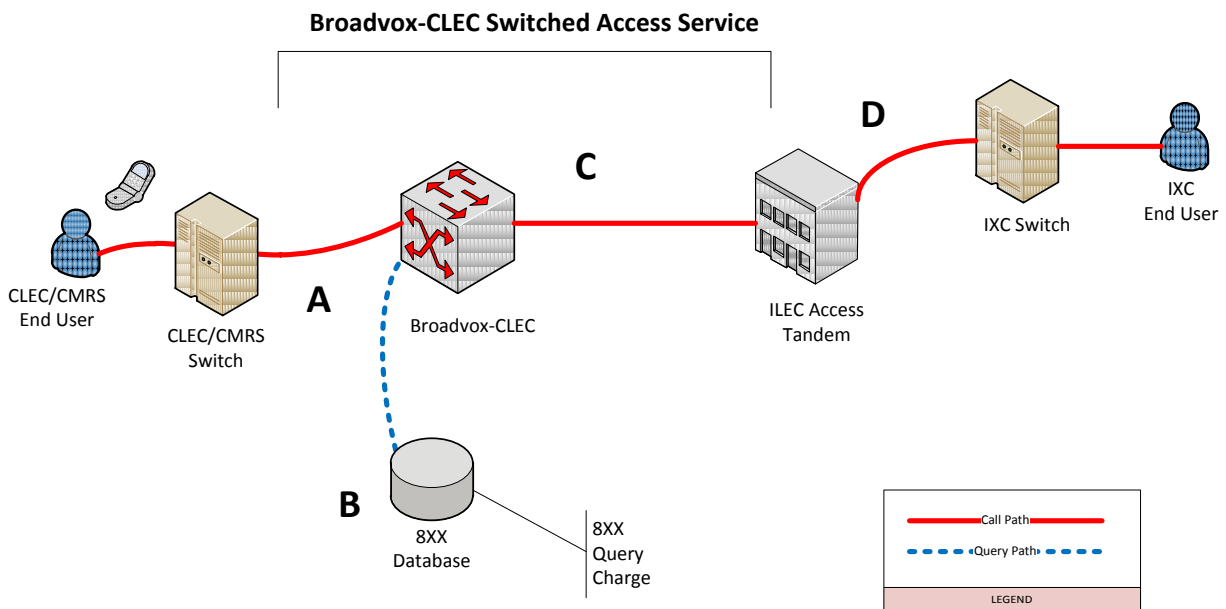 Broadvox-CLEC Switched Access Service
D
C
IXC
End User
IXC Switch
CLEC/CMRS
End User
A
ILEC Access
Tandem
Broadvox-CLEC
CLEC/CMRS
Switch
B
8XX
Database
8XX
Query
Charge
Call Path
Query Path
LEGEND